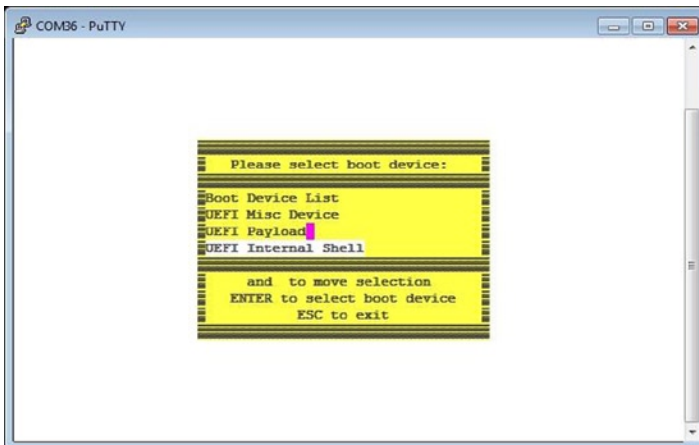 COM36 - PuTTY
Please select boot device:
Boot Device List
UEFI Misc Device
UEFI Payload
UEFI Internal Shell
and to move selection
ENTER to select boot device
ESC to exit